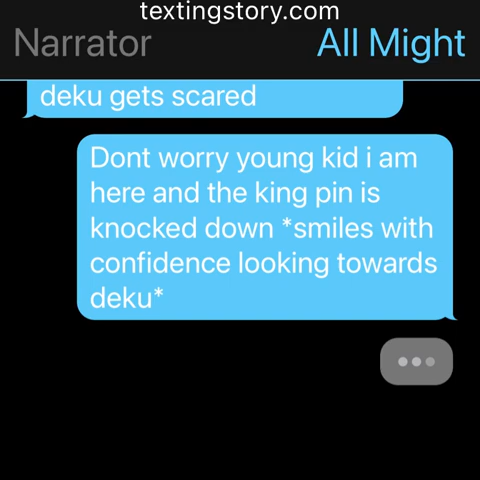 textingstory.com
Narrator All Might
deku gets scared
Dont worry young kid i am
here and the king pin is
knocked down *smiles with
confidence looking towards
deku*